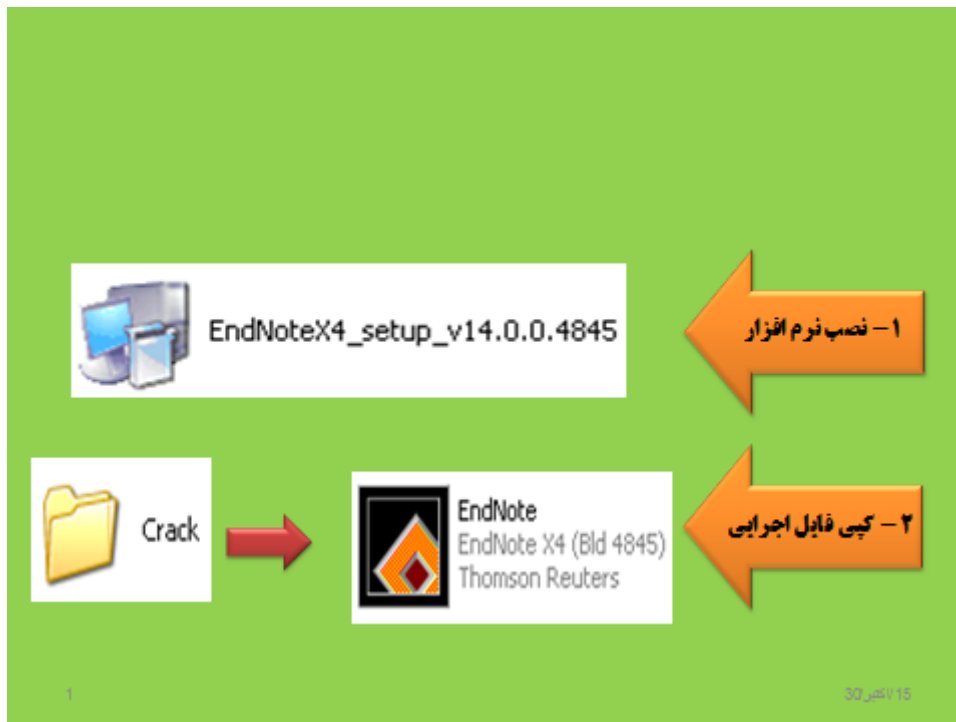 EndNoteX4_setup_v14.0.0.4845
۱ – نصب نرم افزار
Crack
EndNote
EndNote X4 (Bld 4845)
Thomson Reuters
۲ – کپی فایل اجرایی
1